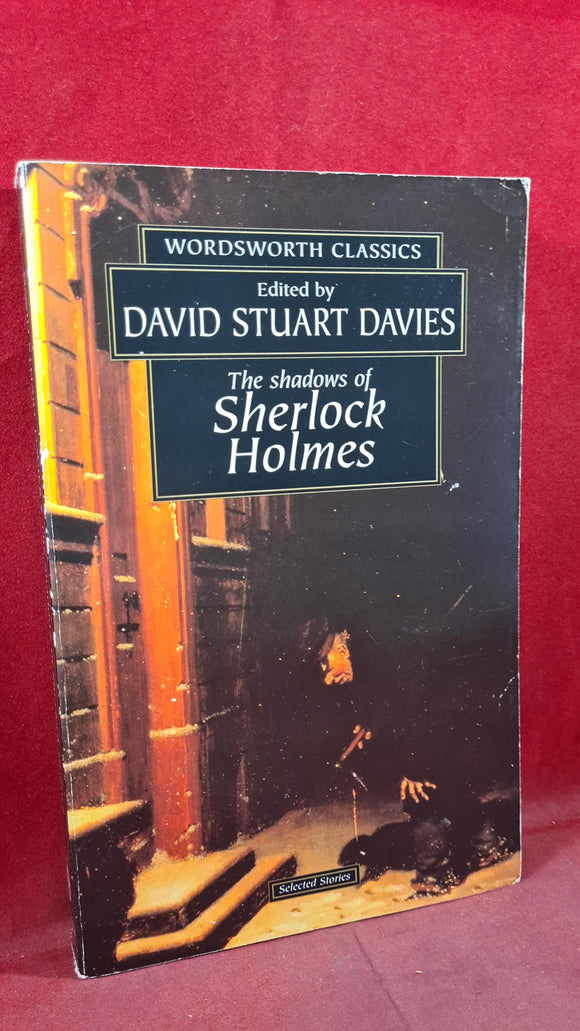 WORDSWORTH CLASSICS
Edited by
DAVID STUART DAVIES
The shadows of
Sherlock
Holmes
Selected Stories